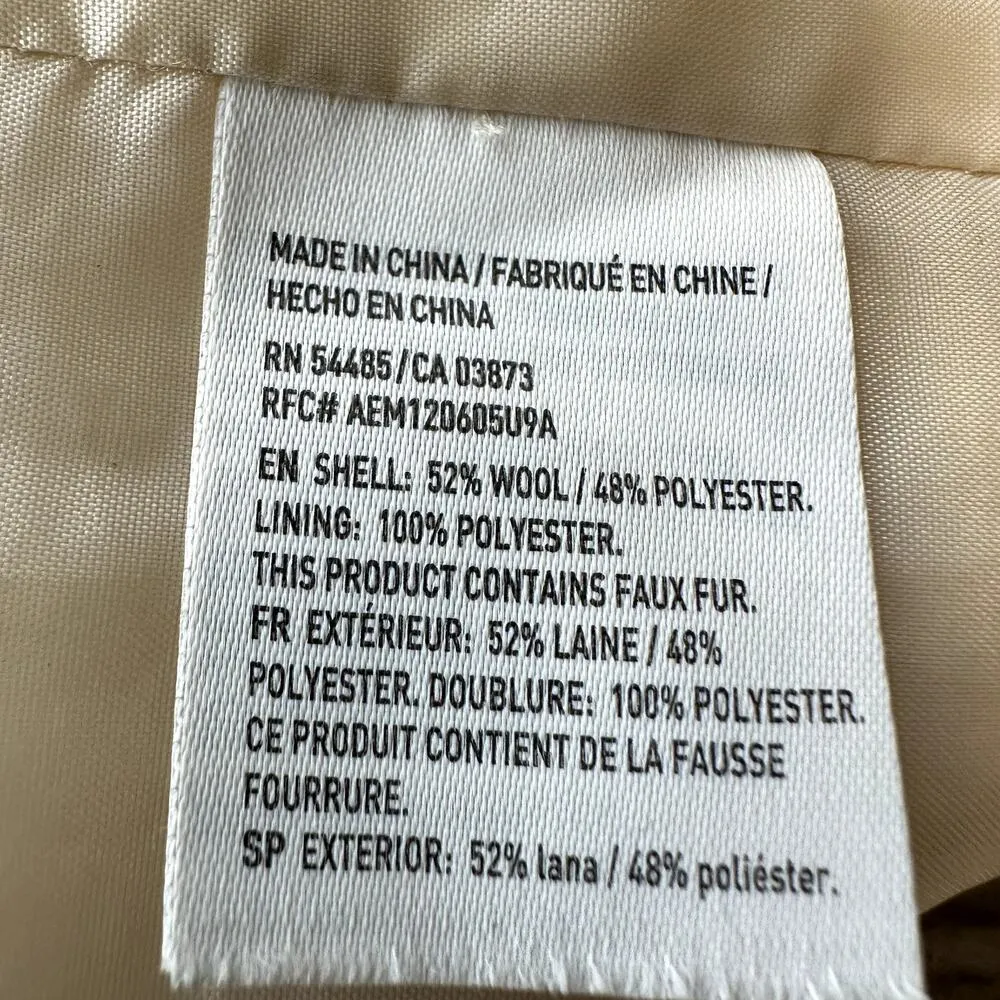 MADE IN CHINA / FABRIQUÉ EN CHINE /
HECHO EN CHINA
RN 54485 / CA 03873
RFC# AEM120605U9A
EN SHELL: 52% WOOL / 48% POLYESTER.
LINING: 100% POLYESTER.
THIS PRODUCT CONTAINS FAUX FUR.
FR EXTÉRIEUR: 52% LAINE / 48%
POLYESTER. DOUBLURE: 100% POLYESTER.
CE PRODUIT CONTIENT DE LA FAUSSE
FOURRURE.
SP EXTERIOR: 52% lana / 48% poliéster.